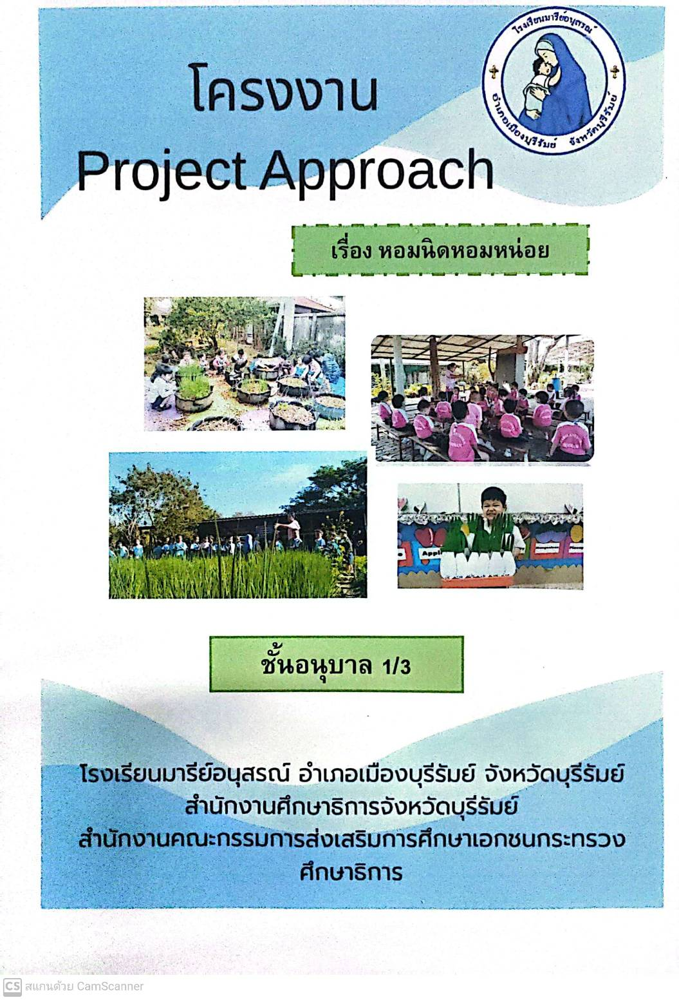 โรงเรียนมารีย์อนุสรณ์
อำเภอเมืองบุรีรัมย์ จังหวัดบุรีรัมย์
โครงงาน
Project Approach
เรื่อง หอมนิดหอมหน่อย
ชั้นอนุบาล 1/3
โรงเรียนมารีย์อนุสรณ์ อำเภอเมืองบุรีรัมย์ จังหวัดบุรีรัมย์
สำนักงานศึกษาธิการจังหวัดบุรีรัมย์
สำนักงานคณะกรรมการส่งเสริมการศึกษาเอกชนกระทรวง
ศึกษาธิการ
CS สแกนด้วย CamScanner